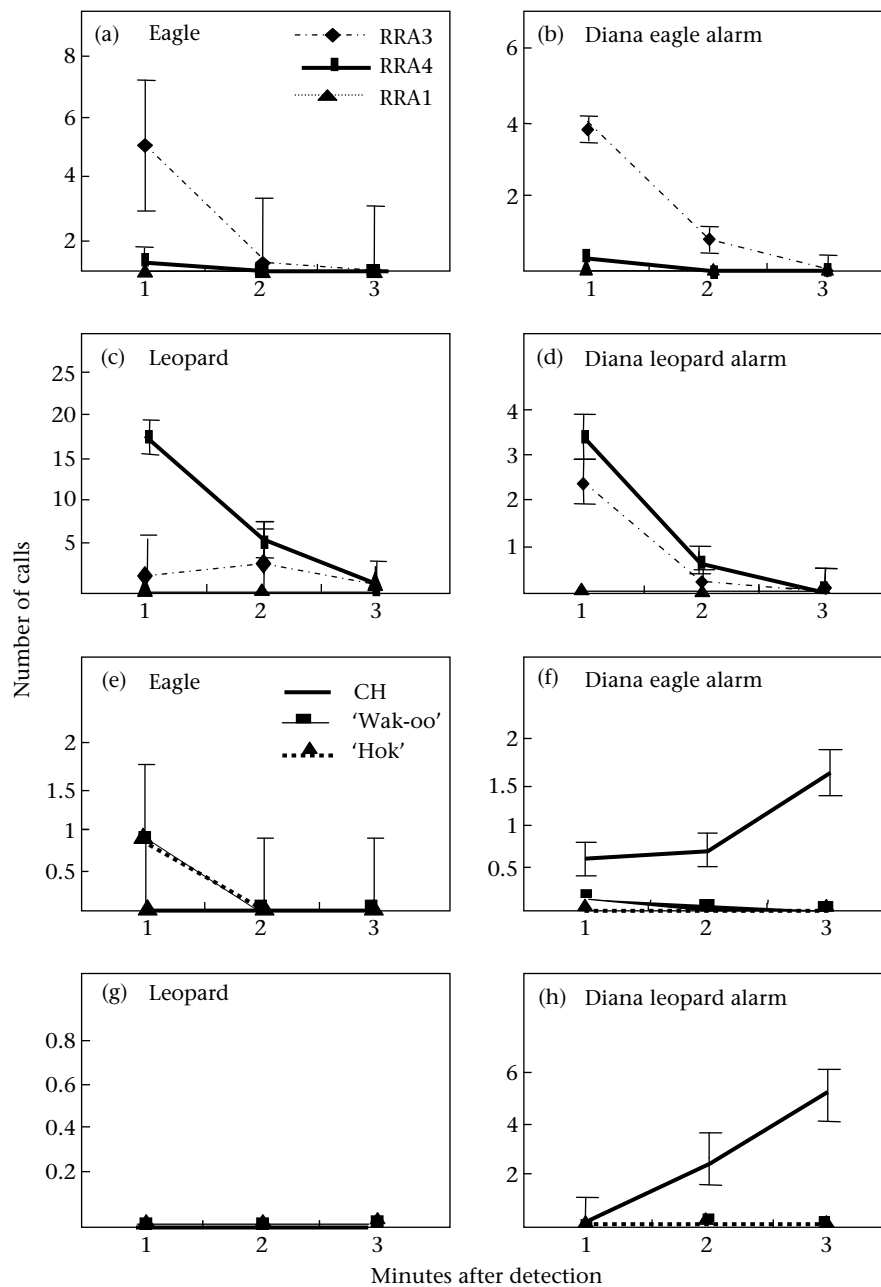 (a) Eagle
RRA3
RRA4
RRA1
8
6
4
2
1 2 3
(b) Diana eagle alarm
6
4
2
1 2 3
(c) Leopard
25
20
15
10
5
1 2 3
(d) Diana leopard alarm
4
3
2
1
1 2 3
Number of calls
(e) Eagle
CH
‘Wak-oo’
‘Hok’
2
1.5
1
0.5
1 2 3
(f) Diana eagle alarm
2
1.5
1
0.5
1 2 3
(g) Leopard
0.8
0.6
0.4
0.2
1 2 3
(h) Diana leopard alarm
6
4
2
1 2 3
Minutes after detection